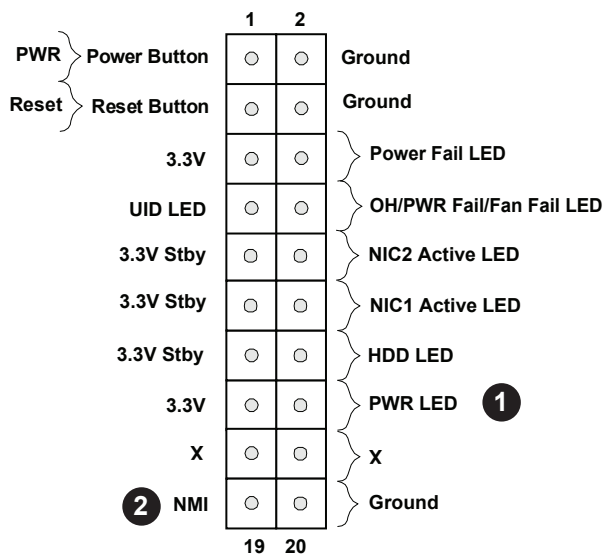 1 2
PWR Power Button Ground
Reset Reset Button Ground
3.3V Power Fail LED
UID LED OH/PWR Fail/Fan Fail LED
3.3V Stby NIC2 Active LED
3.3V Stby NIC1 Active LED
3.3V Stby HDD LED
3.3V PWR LED 1
X X
2 NMI Ground
19 20